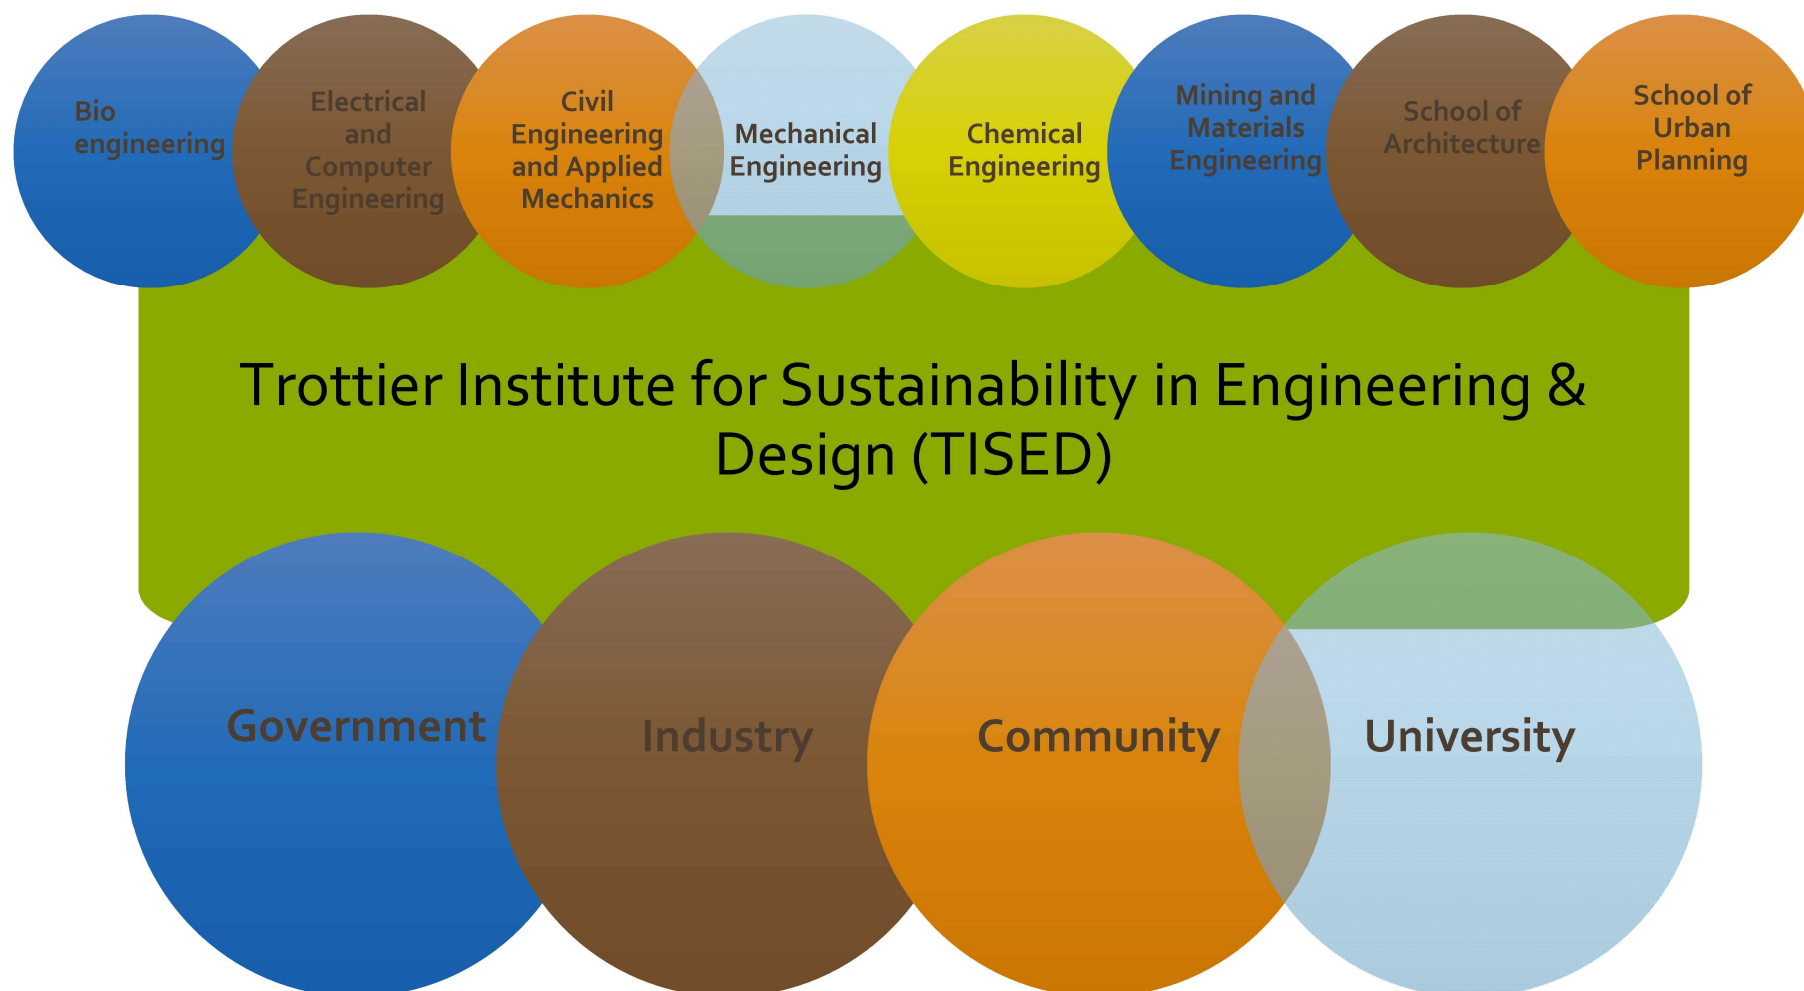 Bio
engineering
Electrical
and
Computer
Engineering
Civil
Engineering
and Applied
Mechanics
Mechanical
Engineering
Chemical
Engineering
Mining and
Materials
Engineering
School of
Architecture
School of
Urban
Planning
Trottier Institute for Sustainability in Engineering &
Design (TISED)
Government
Industry
Community
University